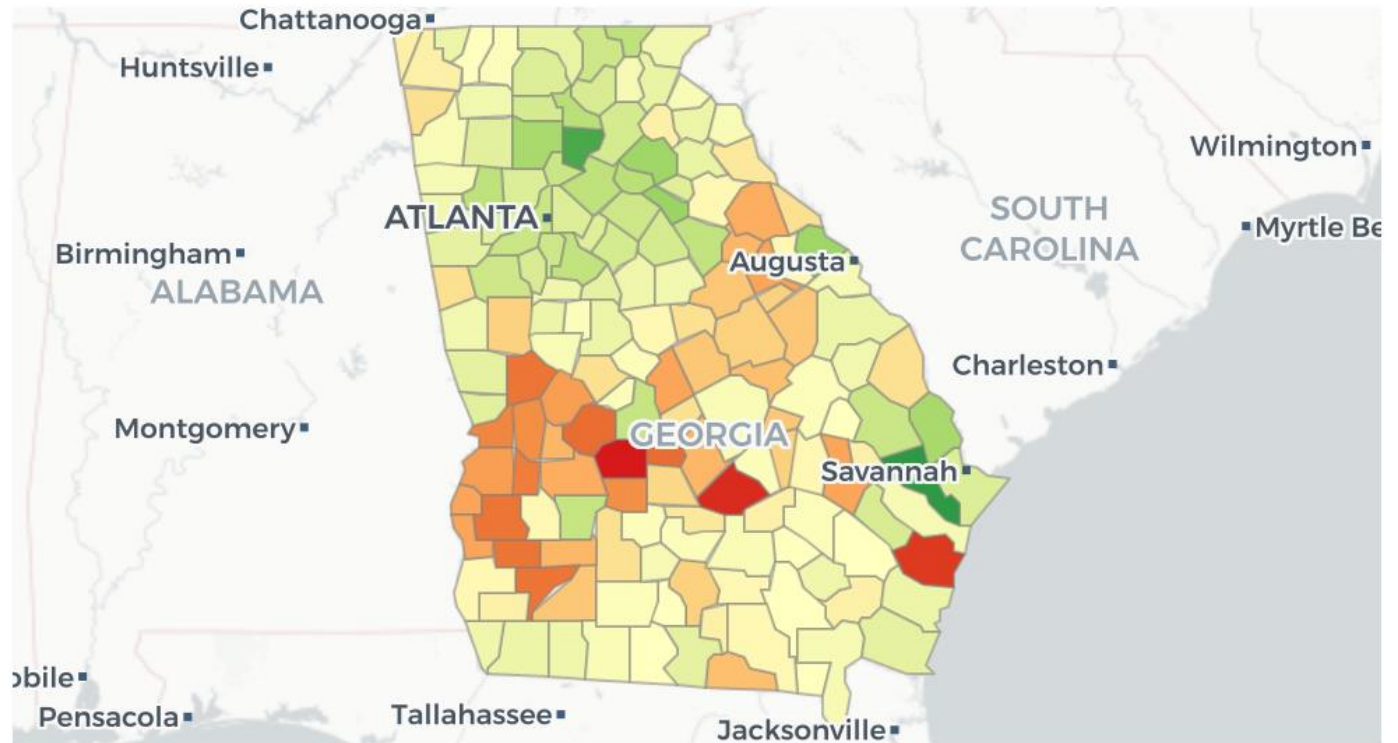 Chattanooga
Huntsville
Wilmington
ATLANTA
SOUTH
CAROLINA
Myrtle Be
Birmingham
Augusta
ALABAMA
Charleston
Montgomery
GEORGIA
Savannah
obile
Pensacola
Tallahassee
Jacksonville